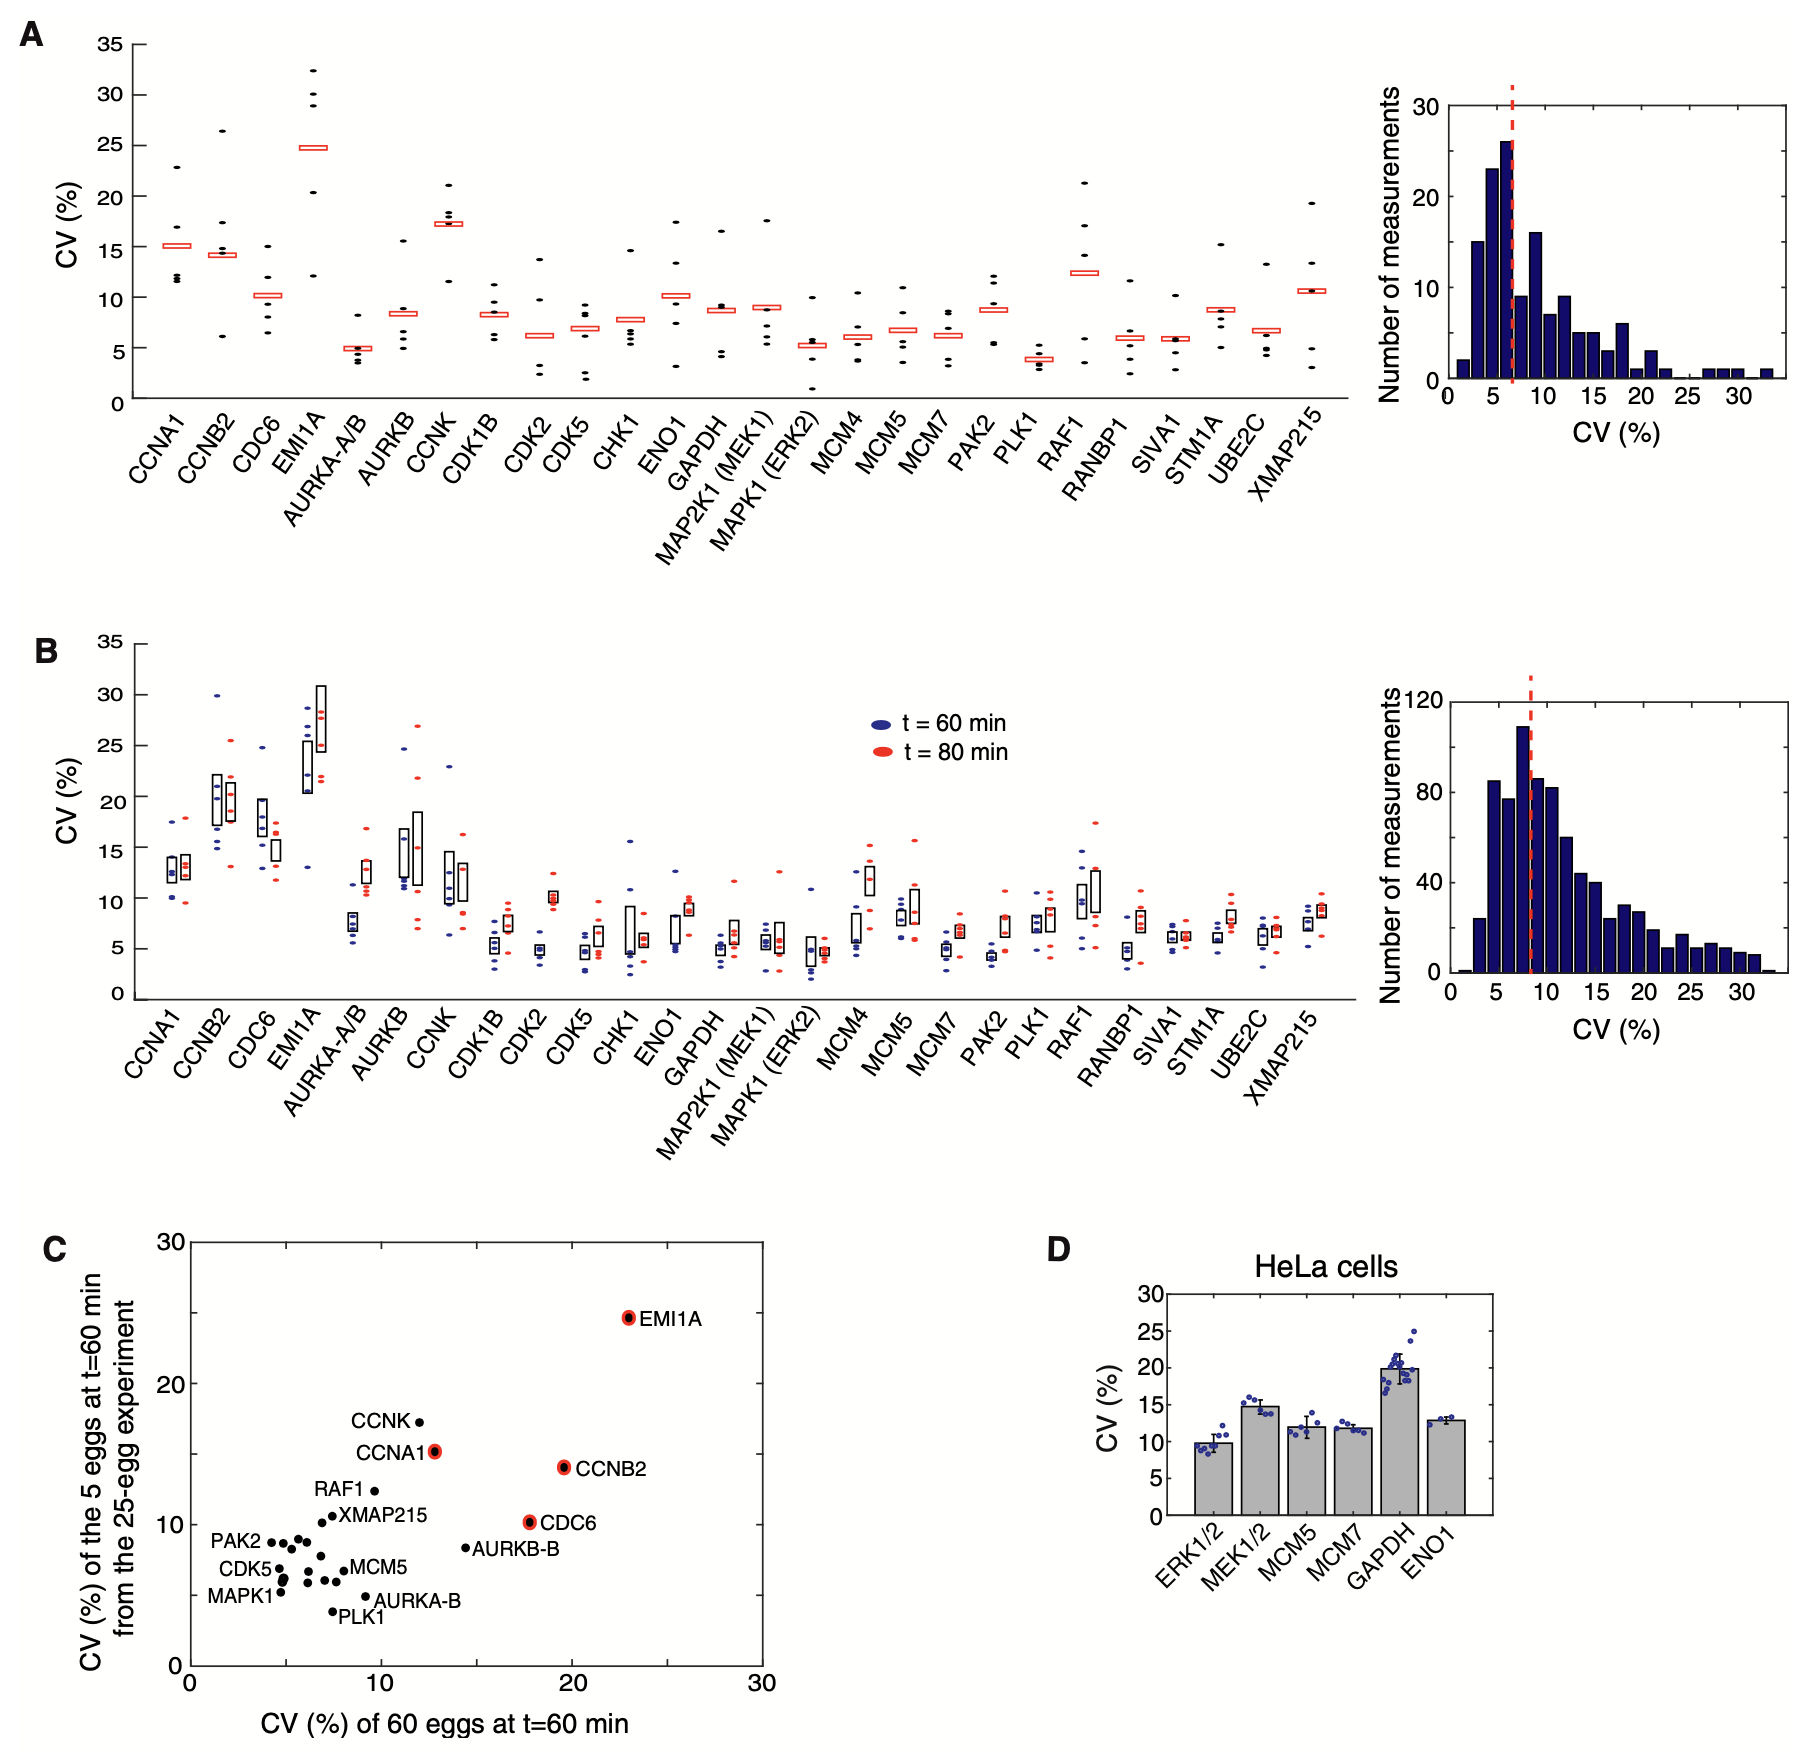 A
35
30
25
20
15
10
5
0
CV (%)
CCNA1
CCNB2
CDC6
EMI1A
AURKA-A/B
AURKB
CCNK
CDK1B
CDK2
CDK5
CHK1
ENO1
GAPDH
MAP2K1 (MEK1)
MAPK1 (ERK2)
MCM4
MCM5
MCM7
PAK2
PLK1
RAF1
RANBP1
SIVA1
STM1A
UBE2C
XMAP215
Number of measurements
30
20
10
0
0 5 10 15 20 25 30
CV (%)
B
35
30
25
20
15
10
5
0
CV (%)
t = 60 min
t = 80 min
CCNA1
CCNB2
CDC6
EMI1A
AURKA-A/B
AURKB
CCNK
CDK1B
CDK2
CDK5
CHK1
ENO1
GAPDH
MAP2K1 (MEK1)
MAPK1 (ERK2)
MCM4
MCM5
MCM7
PAK2
PLK1
RAF1
RANBP1
SIVA1
STM1A
UBE2C
XMAP215
Number of measurements
120
80
40
0
0 5 10 15 20 25 30
CV (%)
C
CV (%) of the 5 eggs at t=60 min
from the 25-egg experiment
30
20
10
0
EMI1A
CCNK
CCNA1
CCNB2
RAF1
XMAP215
CDC6
PAK2
AURKB-B
CDK5
MCM5
MAPK1
AURKA-B
PLK1
0 10 20 30
CV (%) of 60 eggs at t=60 min
D
HeLa cells
30
25
20
15
10
5
0
CV (%)
ERK1/2
MEK1/2
MCM5
MCM7
GAPDH
ENO1